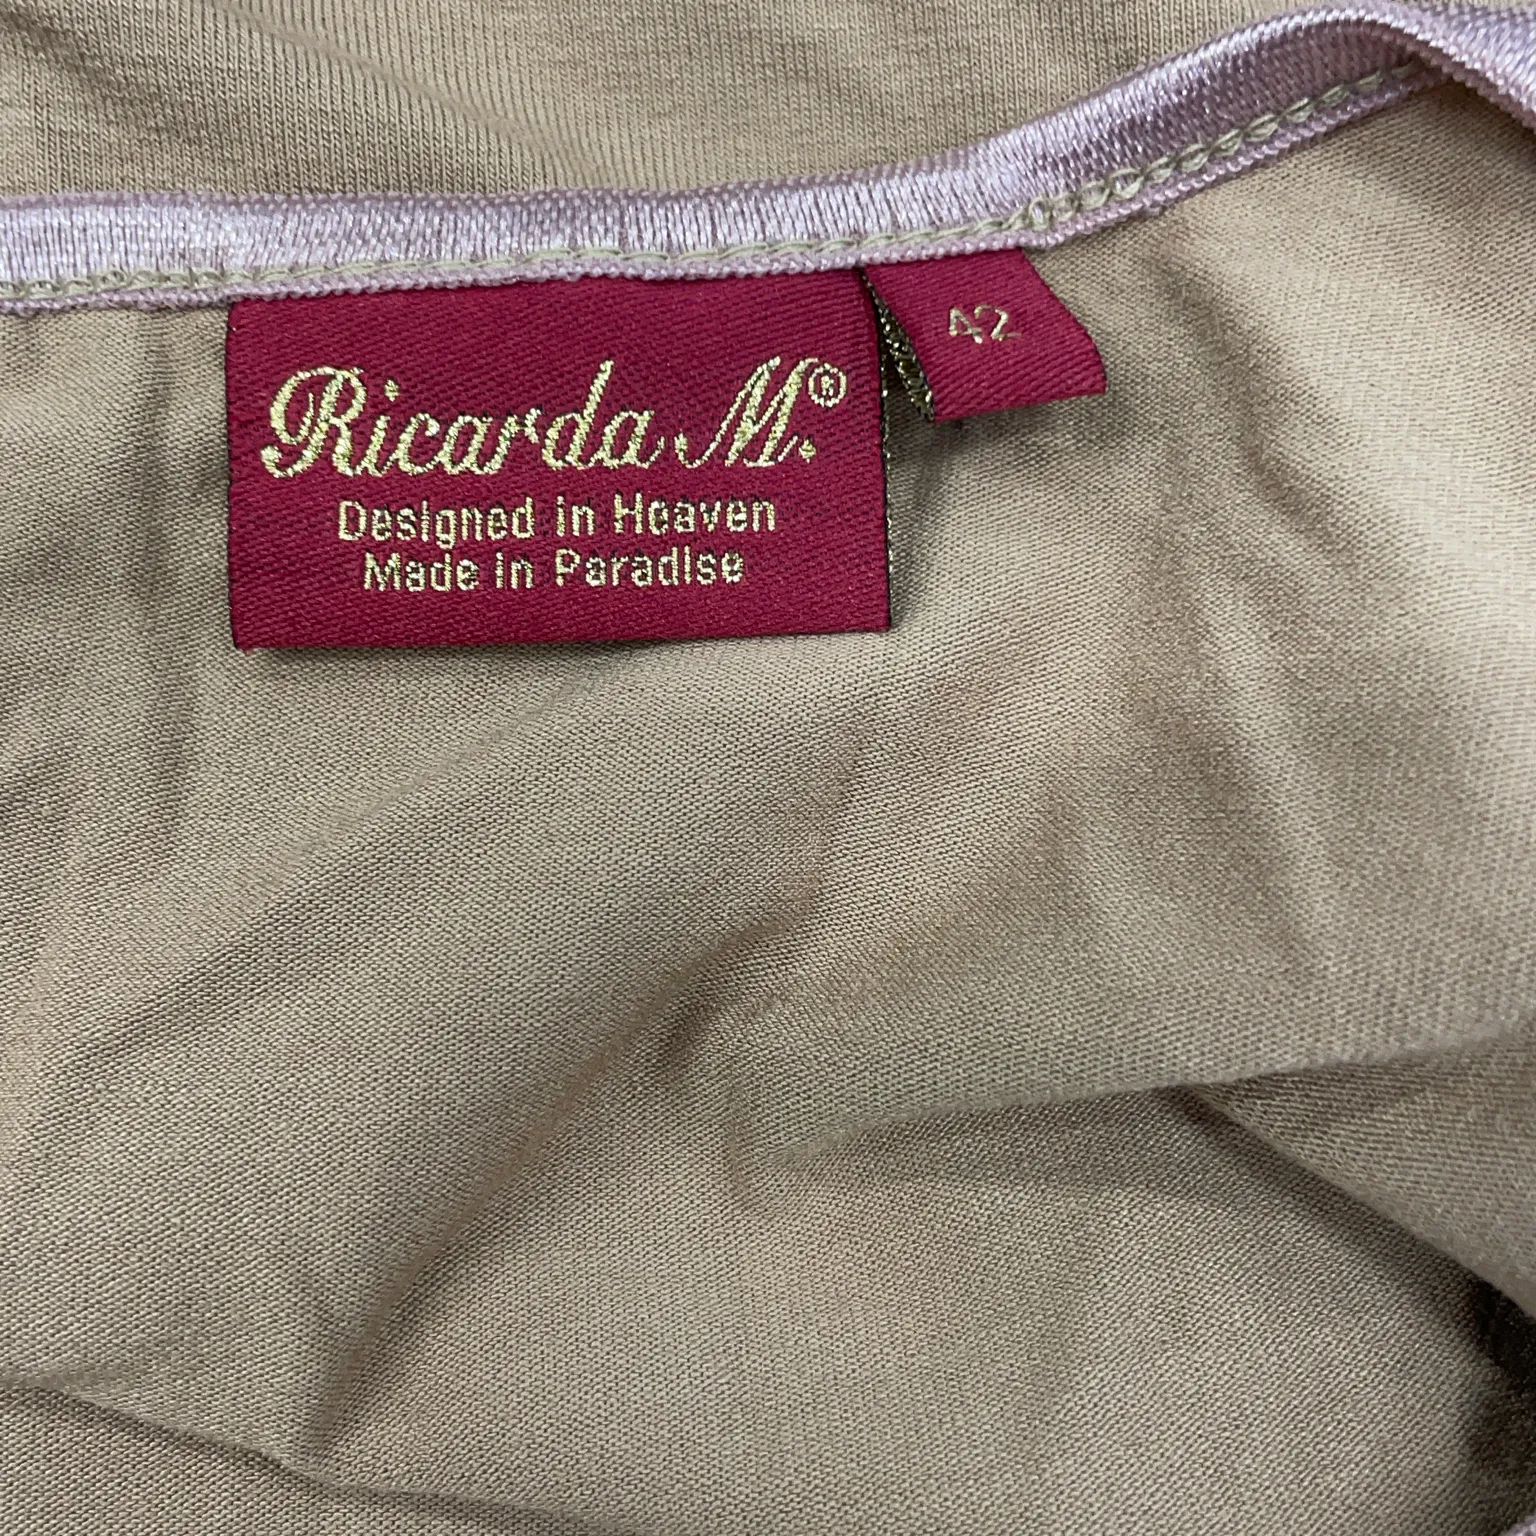 Ricarda M.®
Designed in Heaven
Made in Paradise
42